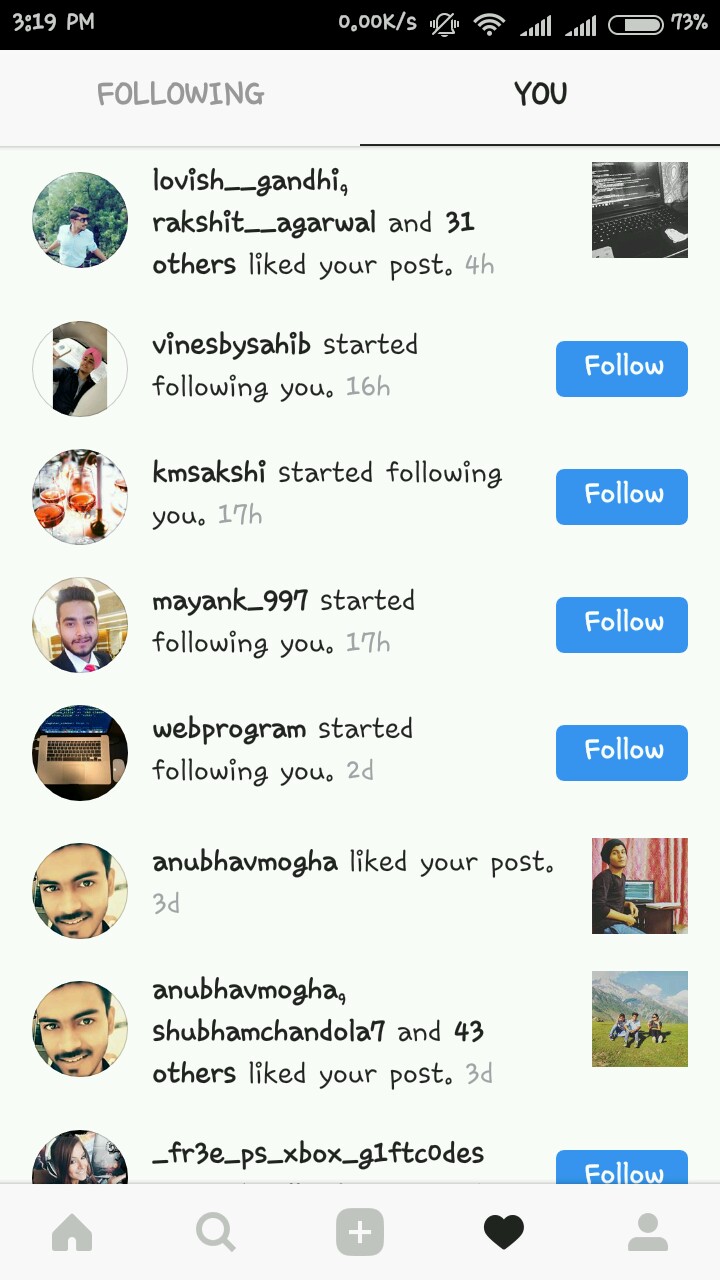 3:19 PM 0.00K/s 73%
FOLLOWING YOU
lovish__gandhi,
rakshit__agarwal and 31
others liked your post. 4h
vinesbysahib started
following you. 16h
Follow
kmsakshi started following
you. 17h
Follow
mayank_997 started
following you. 17h
Follow
webprogram started
following you. 2d
Follow
anubhavmogha liked your post.
3d
anubhavmogha,
shubhamchandola7 and 43
others liked your post. 3d
_fr3e_ps_xbox_g1ftc0des
Follow